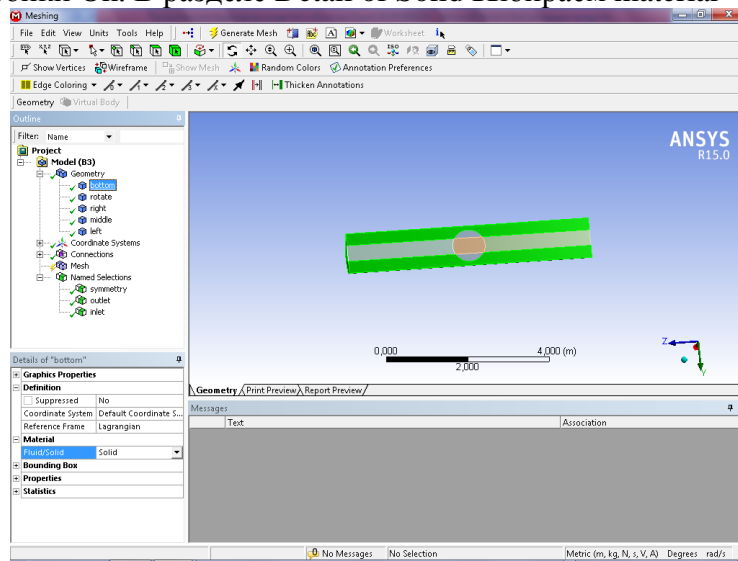 В разделе Detail of Solid
Meshing
File Edit View Units Tools Help Generate Mesh A Worksheet
Show Vertices Wireframe Show Mesh Random Colors Annotation Preferences
Edge Coloring Thicken Annotations
Geometry Virtual Body
Outline
Filter: Name
Project
Model (B3)
Geometry
bottom
rotate
right
middle
left
Coordinate Systems
Connections
Mesh
Named Selections
symmettry
outlet
inlet
ANSYS
R15.0
0,000 4,000 (m)
2,000
Z
Y
Geometry Print Preview Report Preview
Details of "bottom"
Graphics Properties
Definition
Suppressed No
Coordinate System Default Coordinate S...
Reference Frame Lagrangian
Material
Fluid/Solid Solid
Bounding Box
Properties
Statistics
Messages
Text Association
No Messages No Selection Metric (m, kg, N, s, V, A) Degrees rad/s